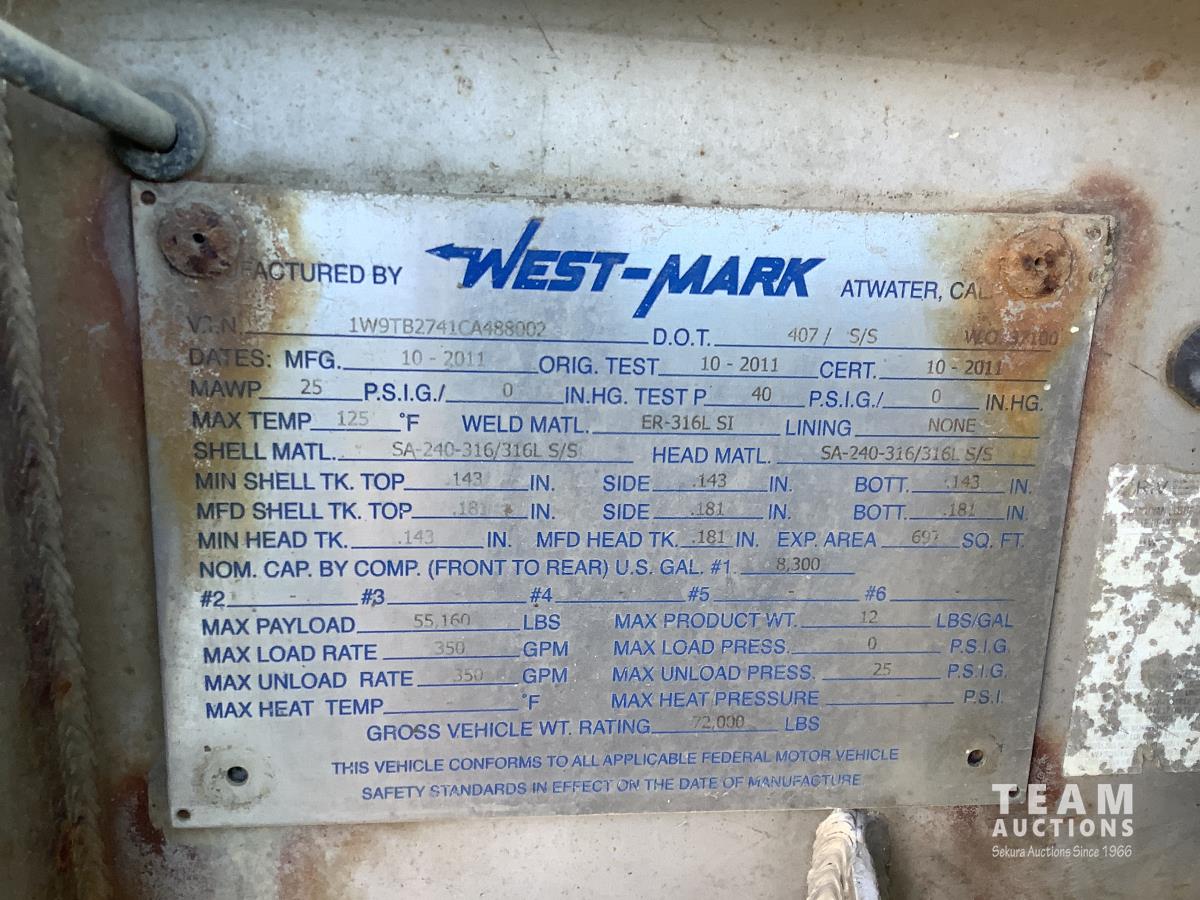 FACTURED BY WEST-MARK ATWATER, CAL
V.I.N. 1W9TB2741CA488002 D.O.T. 407 / S/S W.O. 37100
DATES: MFG. 10 - 2011 ORIG. TEST 10 - 2011 CERT. 10 - 2011
MAWP 25 P.S.I.G./ 0 IN.HG. TEST P 40 P.S.I.G./ 0 IN.HG.
MAX TEMP 125 °F WELD MATL. ER-316L SI LINING NONE
SHELL MATL. SA-240-316/316L S/S HEAD MATL. SA-240-316/316L S/S
MIN SHELL TK. TOP .143 IN. SIDE .143 IN. BOTT. .143 IN.
MFD SHELL TK. TOP .181 IN. SIDE .181 IN. BOTT. .181 IN.
MIN HEAD TK. .143 IN. MFD HEAD TK. .181 IN. EXP. AREA 697 SQ. FT.
NOM. CAP. BY COMP. (FRONT TO REAR) U.S. GAL. #1 8,300
#2 - #3 - #4 - #5 - #6 -
MAX PAYLOAD 55,160 LBS MAX PRODUCT WT. 12 LBS/GAL
MAX LOAD RATE 350 GPM MAX LOAD PRESS. 0 P.S.I.G.
MAX UNLOAD RATE 350 GPM MAX UNLOAD PRESS. 25 P.S.I.G.
MAX HEAT TEMP - °F MAX HEAT PRESSURE - P.S.I.
GROSS VEHICLE WT. RATING 72,000 LBS
THIS VEHICLE CONFORMS TO ALL APPLICABLE FEDERAL MOTOR VEHICLE
SAFETY STANDARDS IN EFFECT ON THE DATE OF MANUFACTURE
TEAM
AUCTIONS
Sekura Auctions Since 1966